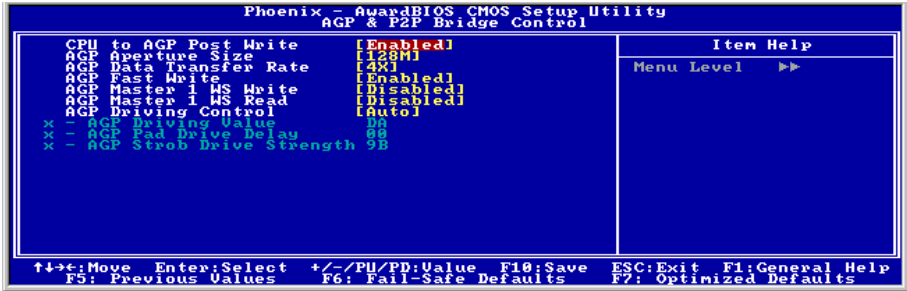 Phoenix - AwardBIOS CMOS Setup Utility
AGP & P2P Bridge Control
CPU to AGP Post Write [Enabled]
AGP Aperture Size [128M]
AGP Data Transfer Rate [4X]
AGP Fast Write [Enabled]
AGP Master 1 WS Write [Disabled]
AGP Master 1 WS Read [Disabled]
AGP Driving Control [Auto]
x - AGP Driving Value DA
x - AGP Pad Drive Delay 00
x - AGP Strob Drive Strength 9B
Item Help
Menu Level ►►
↑↓→←:Move Enter:Select +/-/PU/PD:Value F10:Save ESC:Exit F1:General Help
F5: Previous Values F6: Fail-Safe Defaults F7: Optimized Defaults